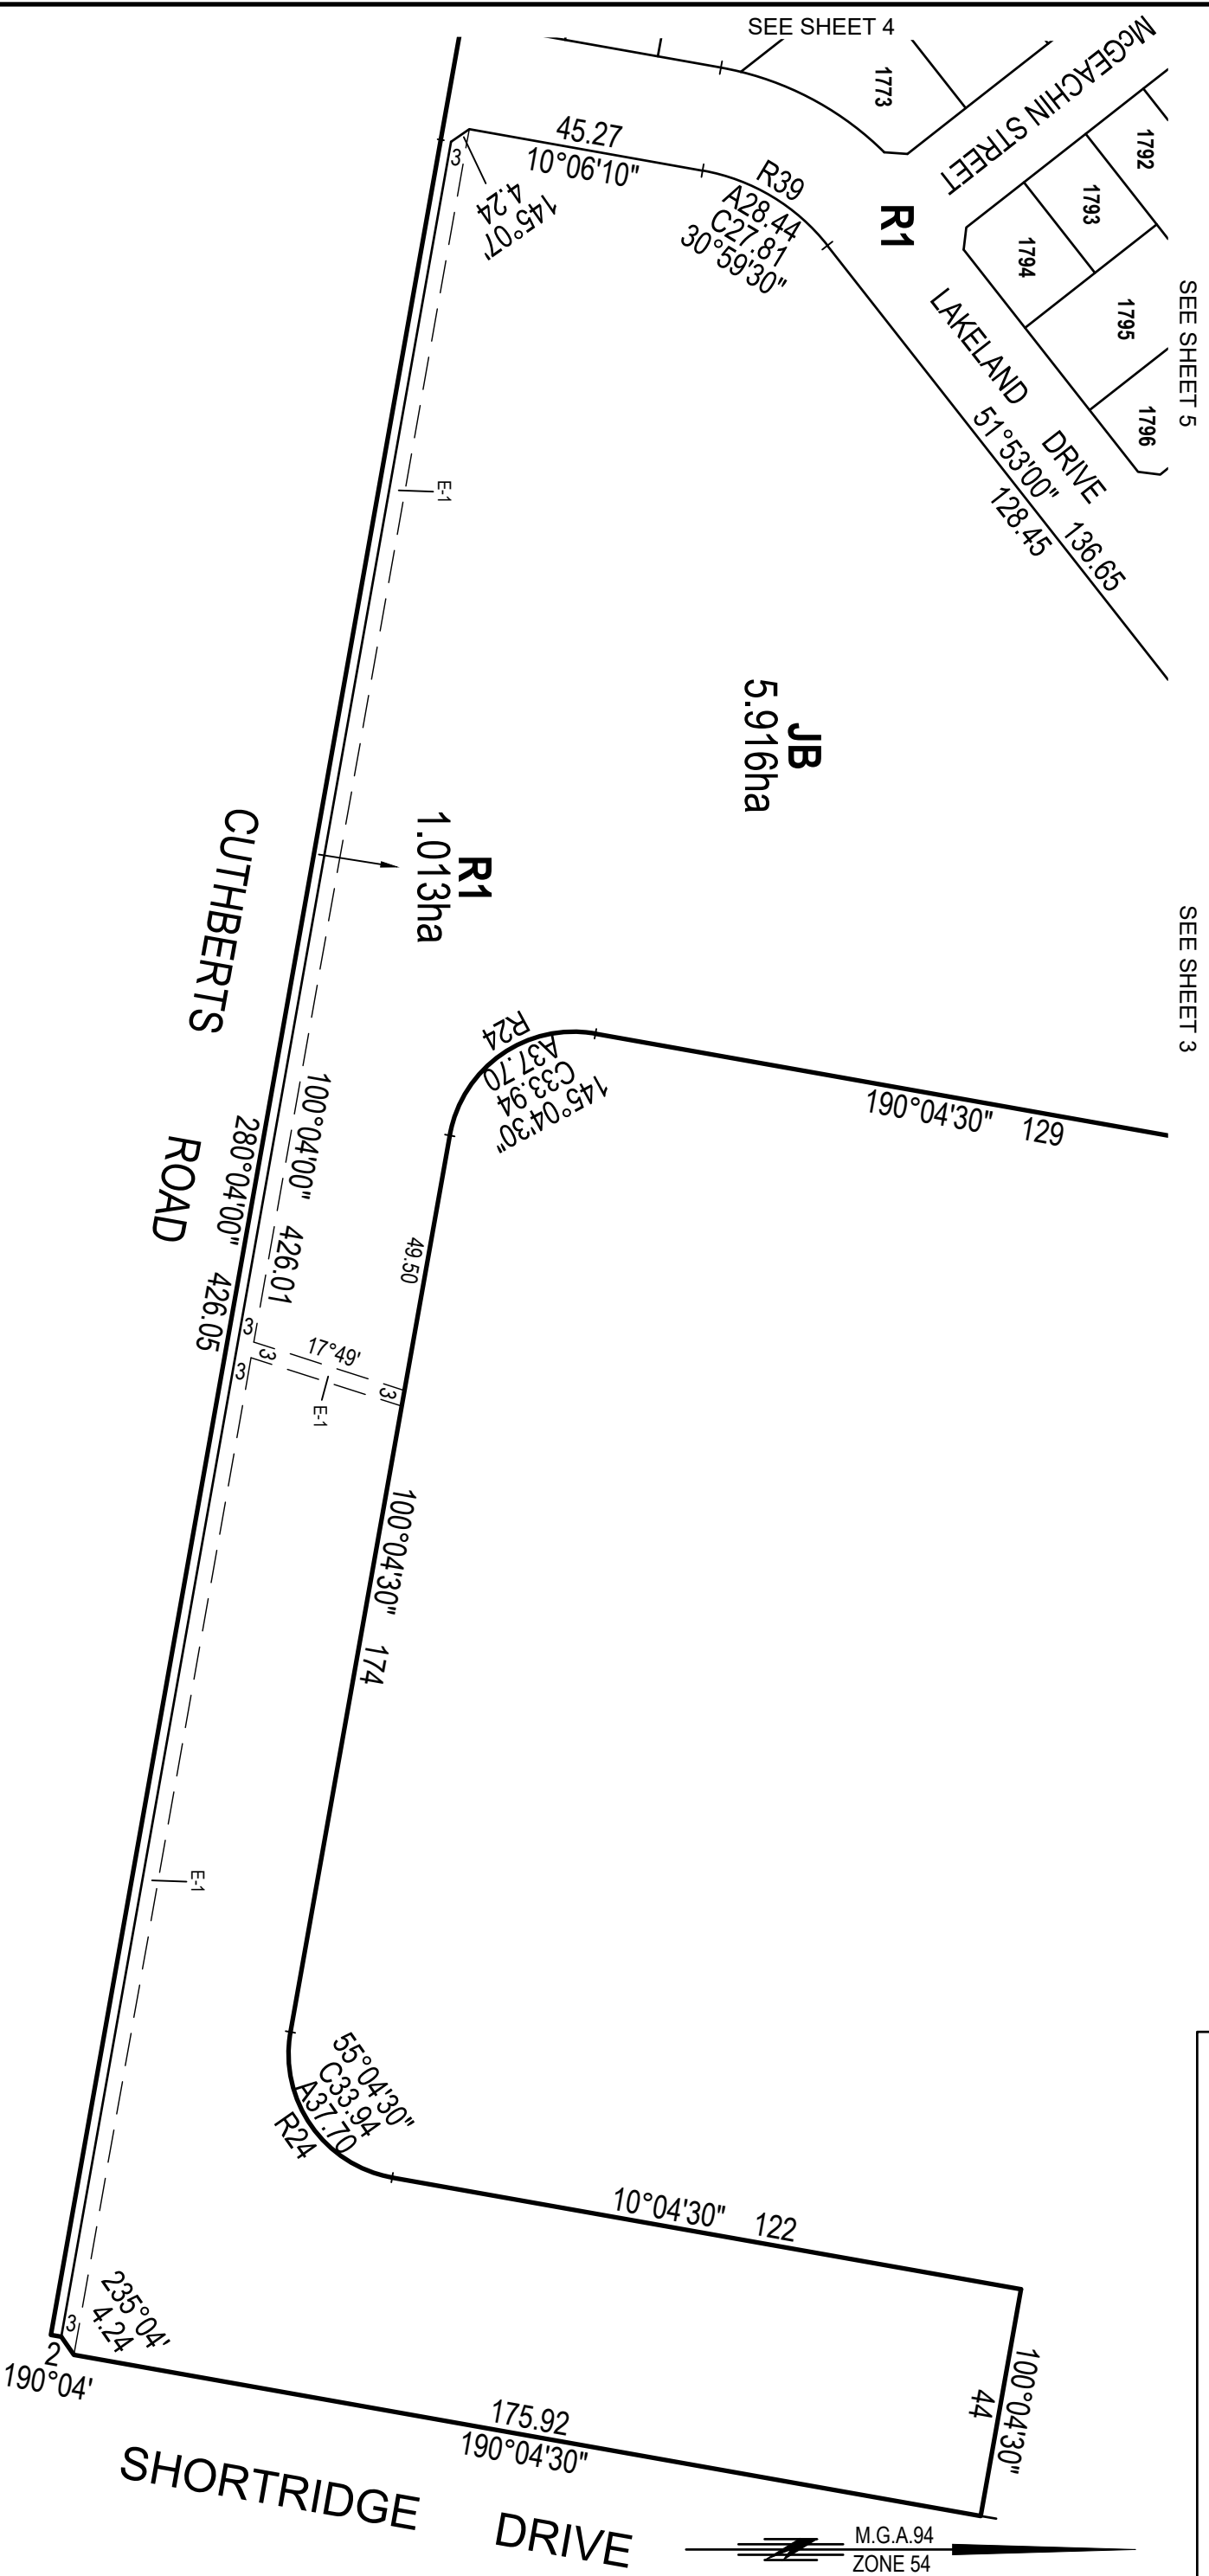 SEE SHEET 4
McGEACHIN STREET
1773
1792
1793
1794
1795
1796
SEE SHEET 5
R1
LAKELAND DRIVE
51°53'00" 136.65
128.45
45.27
10°06'10"
R39
A28.44
C27.81
30°59'30"
3
145°07'
4.24
E-1
JB
5.916ha
SEE SHEET 3
R1
1.013ha
CUTHBERTS ROAD
100°04'00" 426.01
280°04'00" 426.05
R24
A37.70
C33.94
145°04'30"
190°04'30" 129
49.50
3
3
3
17°49'
3
E-1
100°04'30" 174
E-1
55°04'30"
C33.94
A37.70
R24
10°04'30" 122
100°04'30"
44
235°04'
4.24
3
2
190°04'
175.92
190°04'30"
SHORTRIDGE DRIVE
M.G.A.94
ZONE 54